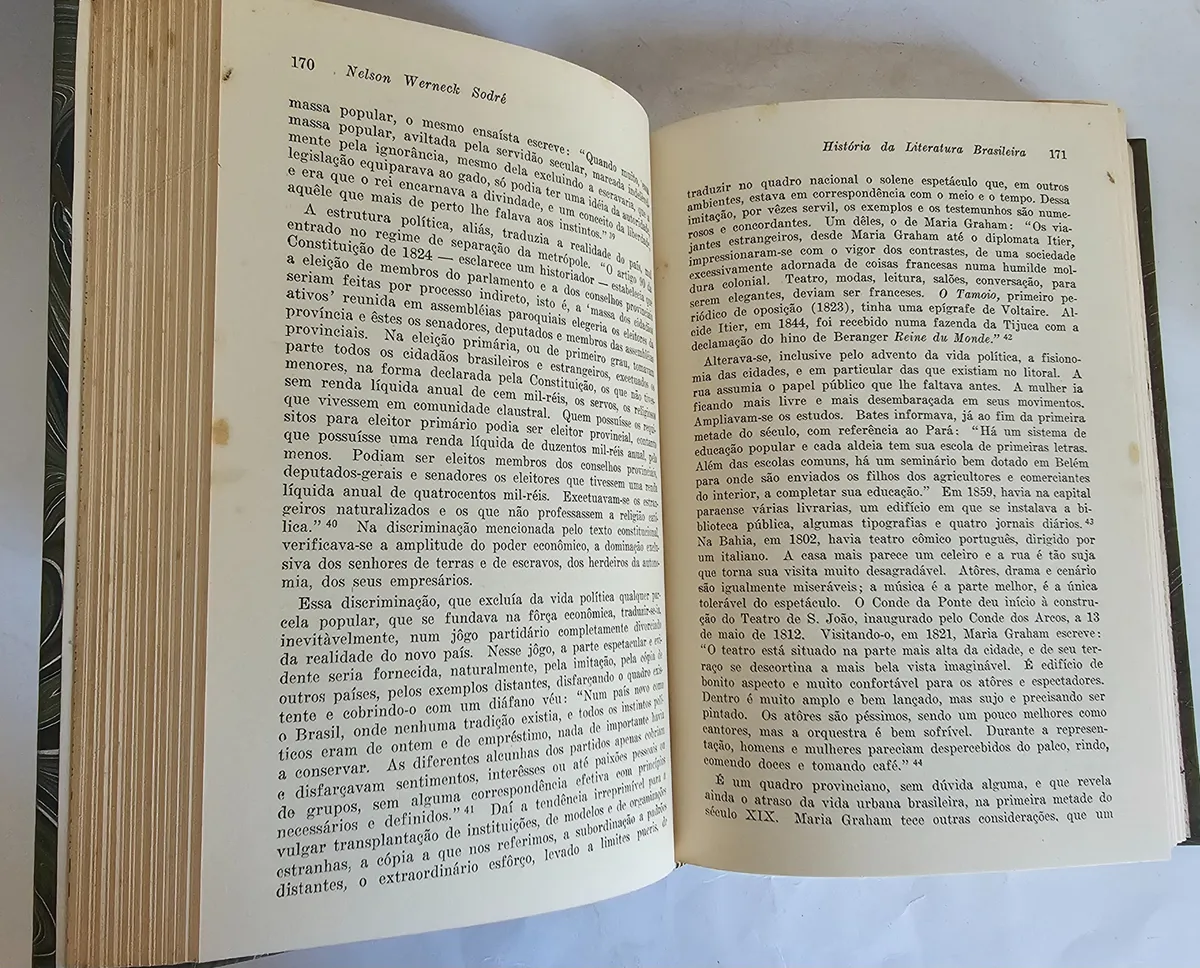 170 Nelson Werneck Sodré
massa popular, o mesmo ensaísta escreve: "Quando muito,
massa popular, aviltada pela servidão secular, marcada
mente pela ignorância, mesmo dela excluindo a escravaria, que a
legislação equiparava ao gado, só podia ter uma idéia da autoridade
e era que o rei encarnava a divindade, e um conceito da liberdade
aquêle que mais de perto lhe falava aos instintos." 39
A estrutura política, aliás, traduzia a realidade do país, mal
entrado no regime de separação da metrópole. "O artigo 90 da
Constituição de 1824 — esclarece um historiador — estabelecia que
a eleição de membros do parlamento e a dos conselhos provinciais
seriam feitas por processo indireto, isto é, a 'massa dos cidadãos
ativos' reunida em assembléias paroquiais elegeria os eleitores da
província e êstes os senadores, deputados e membros das assembléias
provinciais. Na eleição primária, ou de primeiro grau, tomavam
parte todos os cidadãos brasileiros e estrangeiros, excetuados os
menores, na forma declarada pela Constituição, os que não tives-
sem renda líquida anual de cem mil-réis, os servos, os religiosos
que vivessem em comunidade claustral. Quem possuísse os requi-
sitos para eleitor primário podia ser eleitor provincial, contanto
que possuísse uma renda líquida de duzentos mil-réis anual, pelo
menos. Podiam ser eleitos membros dos conselhos provinciais,
deputados-gerais e senadores os eleitores que tivessem uma renda
líquida anual de quatrocentos mil-réis. Excetuavam-se os estran-
geiros naturalizados e os que não professassem a religião cató-
lica." 40 Na discriminação mencionada pelo texto constitucional,
verificava-se a amplitude do poder econômico, a dominação exclu-
siva dos senhores de terras e de escravos, dos herdeiros da autono-
mia, dos seus empresários.
Essa discriminação, que excluía da vida política qualquer par-
cela popular, que se fundava na fôrça econômica, traduzir-se-ia,
inevitàvelmente, num jôgo partidário completamente divorciado
da realidade do novo país. Nesse jôgo, a parte espetacular e evi-
dente seria fornecida, naturalmente, pela imitação, pela cópia de
outros países, pelos exemplos distantes, disfarçando o quadro exis-
tente e cobrindo-o com um diáfano véu: "Num país novo como
o Brasil, onde nenhuma tradição existia, e todos os instintos polí-
ticos eram de ontem e de empréstimo, nada de importante havia
a conservar. As diferentes alcunhas dos partidos apenas cobriam
e disfarçavam sentimentos, interêsses ou até paixões pessoais ou
de grupos, sem alguma correspondência efetiva com princípios
necessários e definidos." 41 Daí a tendência irreprimível para a
vulgar transplantação de instituições, de modelos e de organizações
estranhas, a cópia a que nos referimos, a subordinação a padrões
distantes, o extraordinário esfôrço, levado a limites pueris, de
História da Literatura Brasileira 171
traduzir no quadro nacional o solene espetáculo que, em outros
ambientes, estava em correspondência com o meio e o tempo. Dessa
imitação, por vêzes servil, os exemplos e os testemunhos são nume-
rosos e concordantes. Um dêles, o de Maria Graham: "Os via-
jantes estrangeiros, desde Maria Graham até o diplomata Itier,
impressionaram-se com o vigor dos contrastes, de uma sociedade
excessivamente adornada de coisas francesas numa humilde mol-
dura colonial. Teatro, modas, leitura, salões, conversação, para
serem elegantes, deviam ser franceses. O Tamoio, primeiro pe-
riódico de oposição (1823), tinha uma epígrafe de Voltaire. Al-
cide Itier, em 1844, foi recebido numa fazenda da Tijuca com a
declamação do hino de Beranger Reine du Monde." 42
Alterava-se, inclusive pelo advento da vida política, a fisiono-
mia das cidades, e em particular das que existiam no litoral. A
rua assumia o papel público que lhe faltava antes. A mulher ia
ficando mais livre e mais desembaraçada em seus movimentos.
Ampliavam-se os estudos. Bates informava, já ao fim da primeira
metade do século, com referência ao Pará: "Há um sistema de
educação popular e cada aldeia tem sua escola de primeiras letras.
Além das escolas comuns, há um seminário bem dotado em Belém
para onde são enviados os filhos dos agricultores e comerciantes
do interior, a completar sua educação." Em 1859, havia na capital
paraense várias livrarias, um edifício em que se instalava a bi-
blioteca pública, algumas tipografias e quatro jornais diários. 43
Na Bahia, em 1802, havia teatro cômico português, dirigido por
um italiano. A casa mais parece um celeiro e a rua é tão suja
que torna sua visita muito desagradável. Atôres, drama e cenário
são igualmente miseráveis; a música é a parte melhor, é a única
tolerável do espetáculo. O Conde da Ponte deu início à constru-
ção do Teatro de S. João, inaugurado pelo Conde dos Arcos, a 13
de maio de 1812. Visitando-o, em 1821, Maria Graham escreve:
"O teatro está situado na parte mais alta da cidade, e de seu ter-
raço se descortina a mais bela vista imaginável. É edifício de
bonito aspecto e muito confortável para os atôres e espectadores.
Dentro é muito amplo e bem lançado, mas sujo e precisando ser
pintado. Os atôres são péssimos, sendo um pouco melhores como
cantores, mas a orquestra é bem sofrível. Durante a represen-
tação, homens e mulheres pareciam despercebidos do palco, rindo,
comendo doces e tomando café." 44
É um quadro provinciano, sem dúvida alguma, e que revela
ainda o atraso da vida urbana brasileira, na primeira metade do
século XIX. Maria Graham tece outras considerações, que um